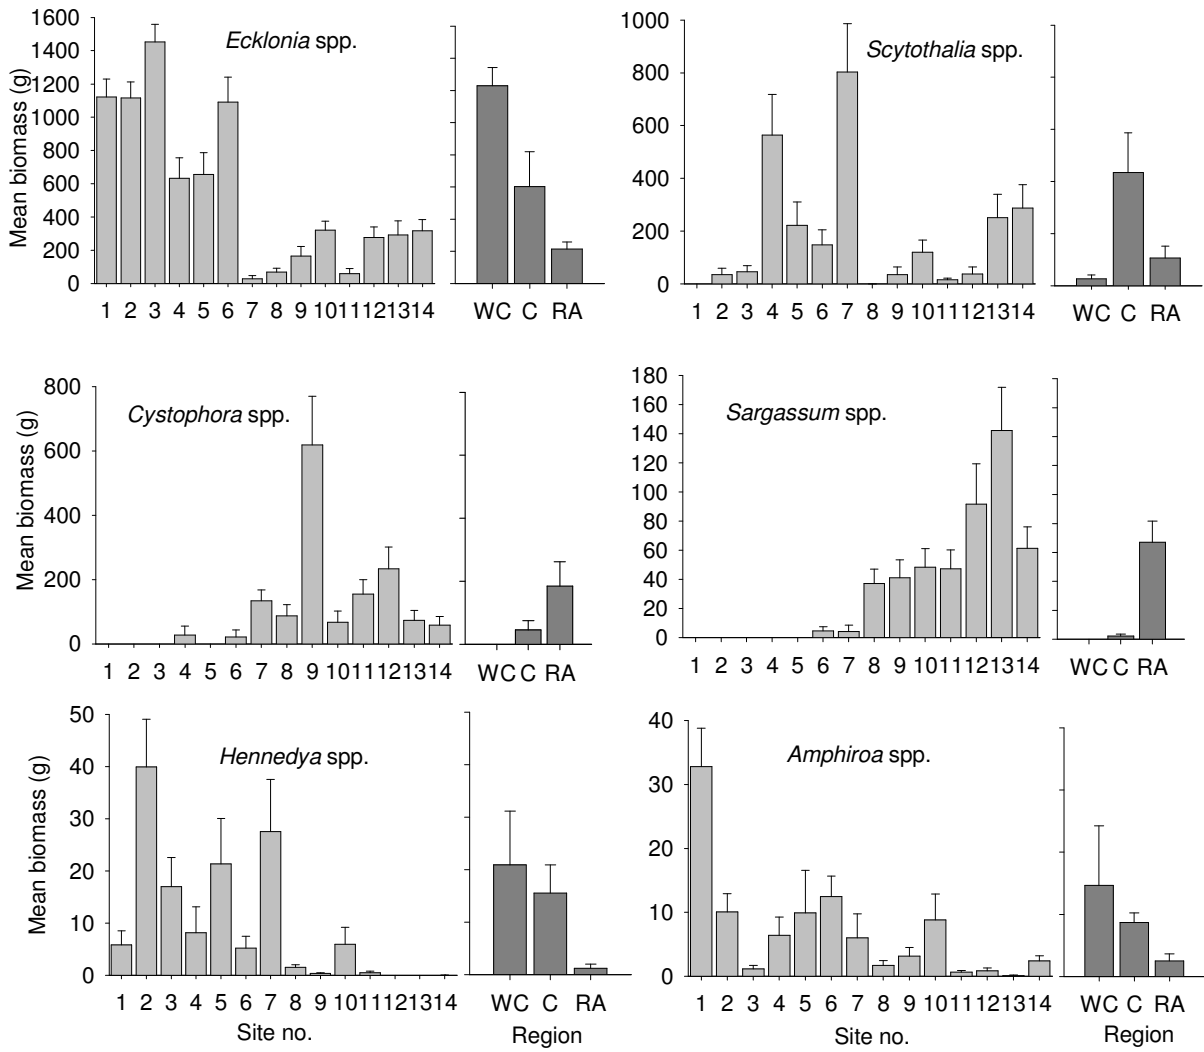 Ecklonia spp.
Mean biomass (g)
1600
1400
1200
1000
800
600
400
200
0
1 2 3 4 5 6 7 8 9 10 11 12 13 14
WC C RA
Scytothalia spp.
1000
800
600
400
200
0
1 2 3 4 5 6 7 8 9 10 11 12 13 14
WC C RA
Cystophora spp.
Mean biomass (g)
800
600
400
200
0
1 2 3 4 5 6 7 8 9 10 11 12 13 14
WC C RA
Sargassum spp.
180
160
140
120
100
80
60
40
20
0
1 2 3 4 5 6 7 8 9 10 11 12 13 14
WC C RA
Hennedya spp.
Mean biomass (g)
50
40
30
20
10
0
1 2 3 4 5 6 7 8 9 10 11 12 13 14
Site no.
WC C RA
Region
Amphiroa spp.
40
30
20
10
0
1 2 3 4 5 6 7 8 9 10 11 12 13 14
Site no.
WC C RA
Region